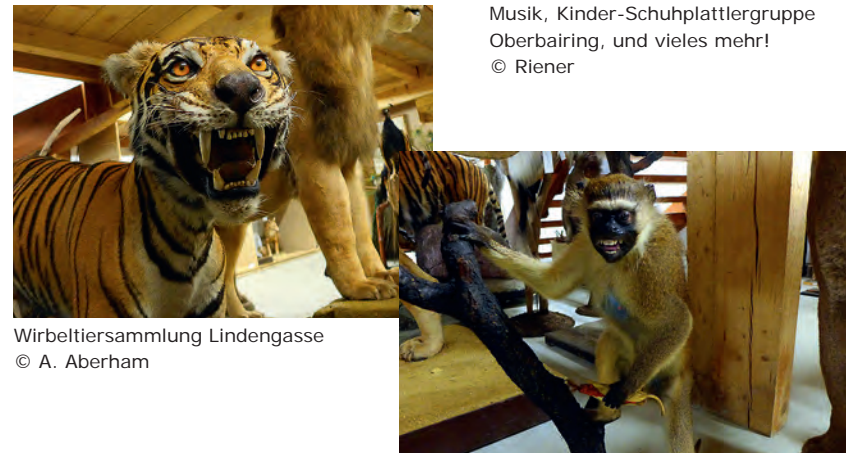 Musik, Kinder-Schuhplattlergruppe
Oberbairing, und vieles mehr!
© Riener
Wirbeltiersammlung Lindengasse
© A. Aberham